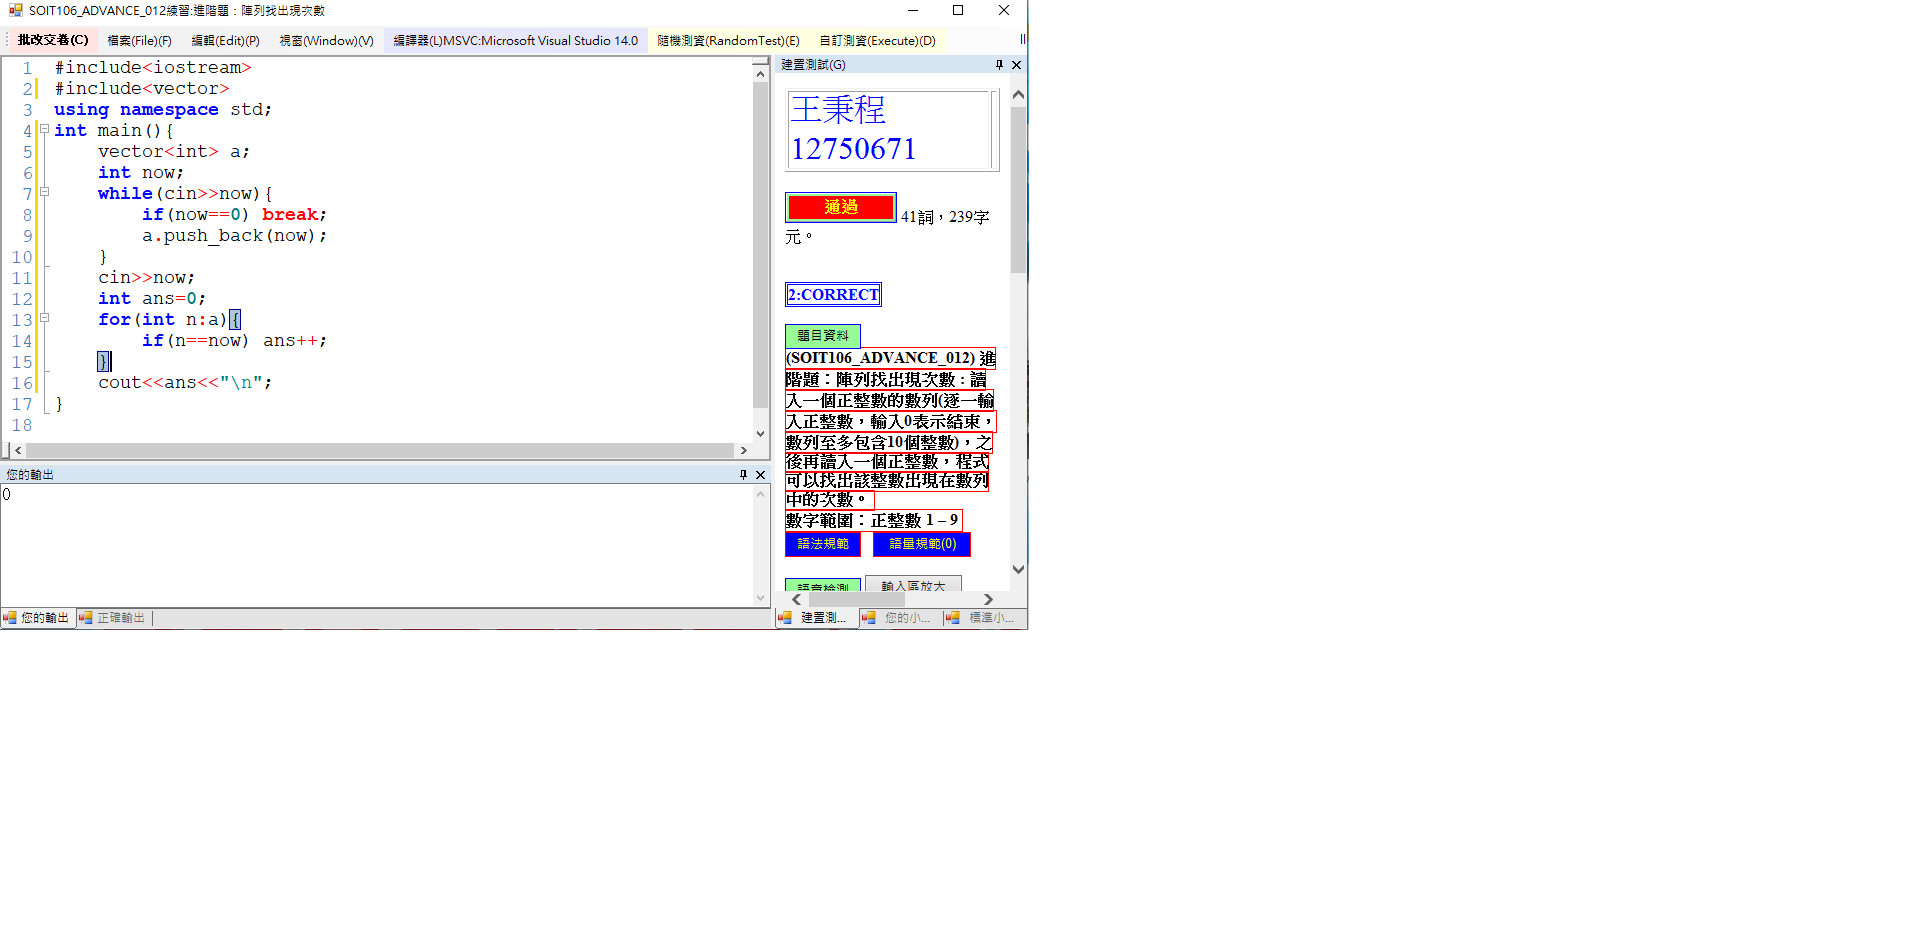 SOIT106_ADVANCE_012練習:進階題：陣列找出現次數
批改交卷(C) 檔案(File)(F) 編輯(Edit)(P) 視窗(Window)(V) 編譯器(L)MSVC:Microsoft Visual Studio 14.0 隨機測資(RandomTest)(E) 自訂測資(Execute)(D)
1 #include<iostream>
2 #include<vector>
3 using namespace std;
4 int main(){
5 vector<int> a;
6 int now;
7 while(cin>>now){
8 if(now==0) break;
9 a.push_back(now);
10 }
11 cin>>now;
12 int ans=0;
13 for(int n:a){
14 if(n==now) ans++;
15 }
16 cout<<ans<<"\n";
17 }
18
您的輸出
0
您的輸出 正確輸出
建置測試(G)
王秉程
12750671
通過 41詞，239字
元。
2:CORRECT
題目資料
(SOIT106_ADVANCE_012) 進
階題：陣列找出現次數：讀
入一個正整數的數列(逐一輸
入正整數，輸入0表示結束，
數列至多包含10個整數)，之
後再讀入一個正整數，程式
可以找出該整數出現在數列
中的次數。
數字範圍：正整數 1 – 9
語法規範 語量規範(0)
輸入區放大
建置測... 您的小... 標準小...